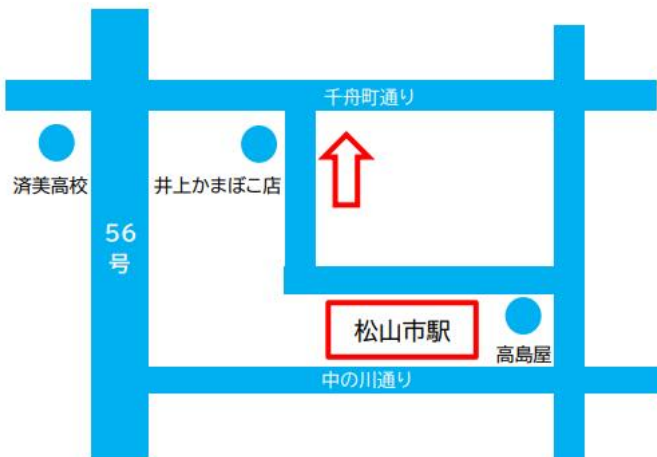 千舟町通り
済美高校
井上かまぼこ店
56
号
松山市駅
高島屋
中の川通り